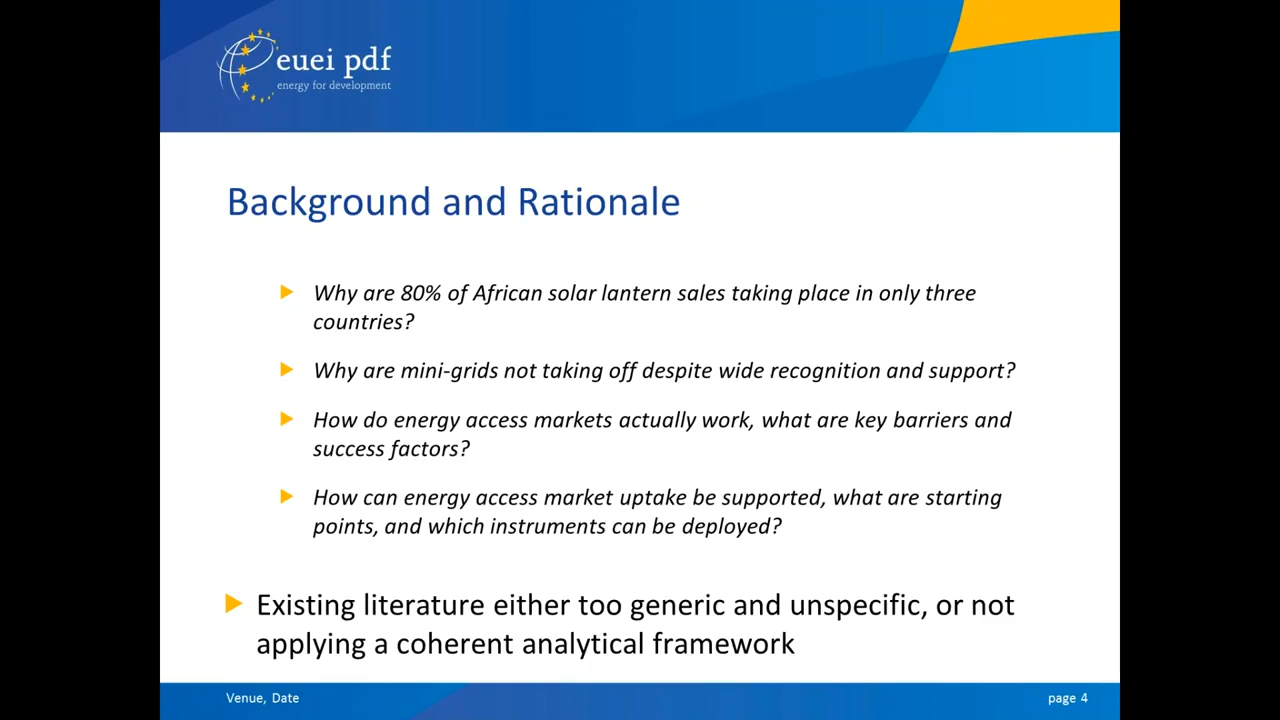 euei pdf
energy for development
Background and Rationale
Why are 80% of African solar lantern sales taking place in only three
countries?
Why are mini-grids not taking off despite wide recognition and support?
How do energy access markets actually work, what are key barriers and
success factors?
How can energy access market uptake be supported, what are starting
points, and which instruments can be deployed?
Existing literature either too generic and unspecific, or not
applying a coherent analytical framework
Venue, Date
page 4